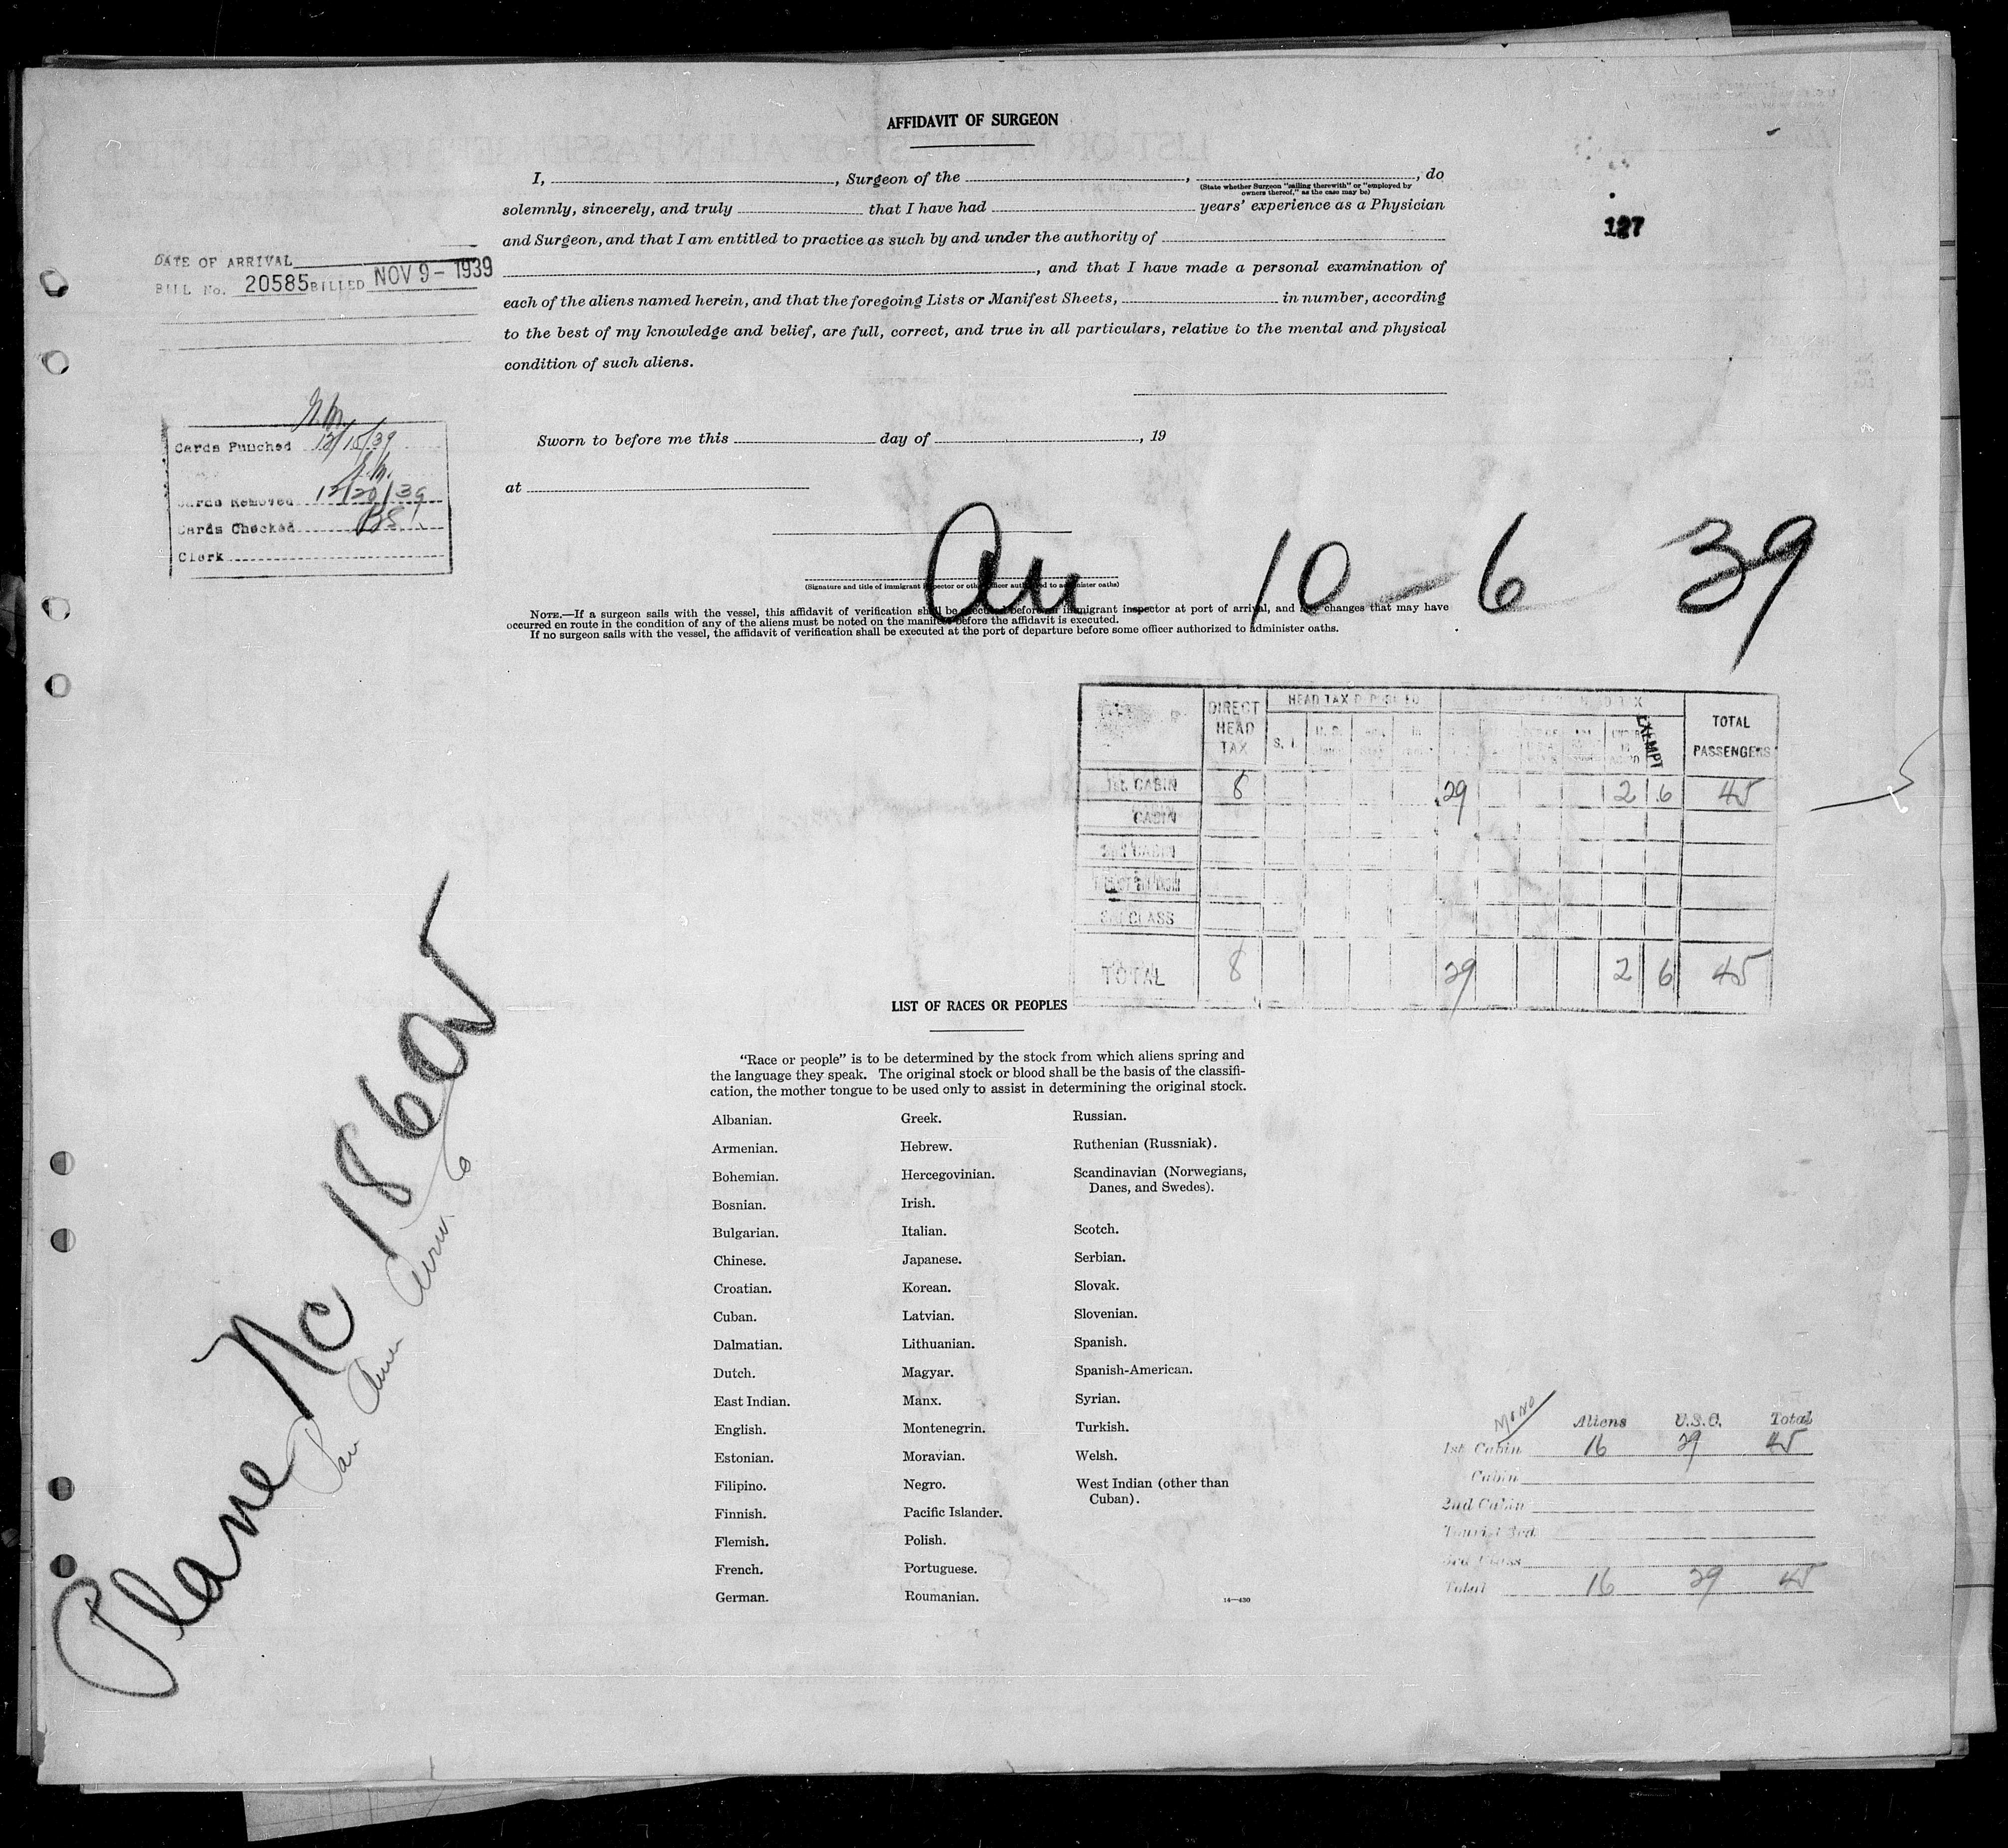 AFFIDAVIT OF SURGEON
I, , Surgeon of the , , do
(State whether Surgeon "sailing therewith" or "employed by
owners thereof," as the case may be)
solemnly, sincerely, and truly that I have had years' experience as a Physician
and Surgeon, and that I am entitled to practice as such by and under the authority of
, and that I have made a personal examination of
each of the aliens named herein, and that the foregoing Lists or Manifest Sheets, in number, according
to the best of my knowledge and belief, are full, correct, and true in all particulars, relative to the mental and physical
condition of such aliens.
127
DATE OF ARRIVAL
BILL No. 20585 BILLED NOV 9 - 1939
Cards Punched 12/15/39
Cards Removed 12/20/39
Cards Checked
Clerk
Sworn to before me this day of , 19
at
10-6 39
(Signature and title of immigrant inspector or other officer authorized to administer oaths)
NOTE.—If a surgeon sails with the vessel, this affidavit of verification shall be executed before an immigrant inspector at port of arrival, and any changes that may have
occurred en route in the condition of any of the aliens must be noted on the manifest before the affidavit is executed.
If no surgeon sails with the vessel, the affidavit of verification shall be executed at the port of departure before some officer authorized to administer oaths.
DIRECT HEAD TAX
HEAD TAX
S. I.
EXEMPT
TOTAL PASSENGERS
1st. CABIN 8 29 2 6 45
CABIN
2nd CABIN
3rd CLASS
TOTAL 8 29 2 6 45
Plane Nc 18605
Pan Amer Airw
LIST OF RACES OR PEOPLES
"Race or people" is to be determined by the stock from which aliens spring and
the language they speak. The original stock or blood shall be the basis of the classifi-
cation, the mother tongue to be used only to assist in determining the original stock.
Albanian.
Armenian.
Bohemian.
Bosnian.
Bulgarian.
Chinese.
Croatian.
Cuban.
Dalmatian.
Dutch.
East Indian.
English.
Estonian.
Filipino.
Finnish.
Flemish.
French.
German.
Greek.
Hebrew.
Hercegovinian.
Irish.
Italian.
Japanese.
Korean.
Latvian.
Lithuanian.
Magyar.
Manx.
Montenegrin.
Moravian.
Negro.
Pacific Islander.
Polish.
Portuguese.
Roumanian.
Russian.
Ruthenian (Russniak).
Scandinavian (Norwegians,
Danes, and Swedes).
Scotch.
Serbian.
Slovak.
Slovenian.
Spanish.
Spanish-American.
Syrian.
Turkish.
Welsh.
West Indian (other than
Cuban).
14—430
MONO
Aliens U.S.C. Total
1st Cabin 16 29 45
Cabin
2nd Cabin
Tourist 3rd
3rd Class
Total 16 29 45